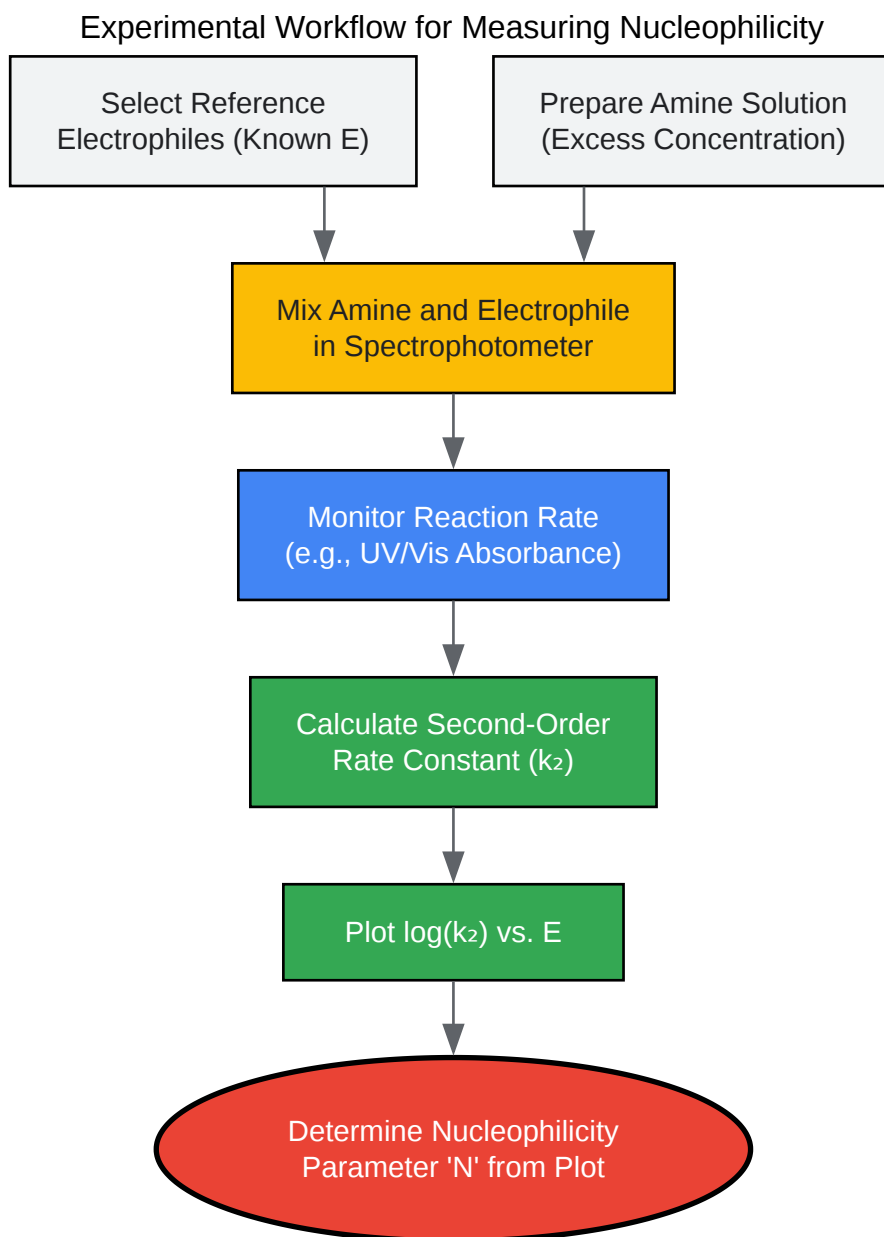 Experimental Workflow for Measuring Nucleophilicity
Select Reference
Electrophiles (Known E)
Prepare Amine Solution
(Excess Concentration)
Mix Amine and Electrophile
in Spectrophotometer
Monitor Reaction Rate
(e.g., UV/Vis Absorbance)
Calculate Second-Order
Rate Constant (k₂)
Plot log(k₂) vs. E
Determine Nucleophilicity
Parameter 'N' from Plot